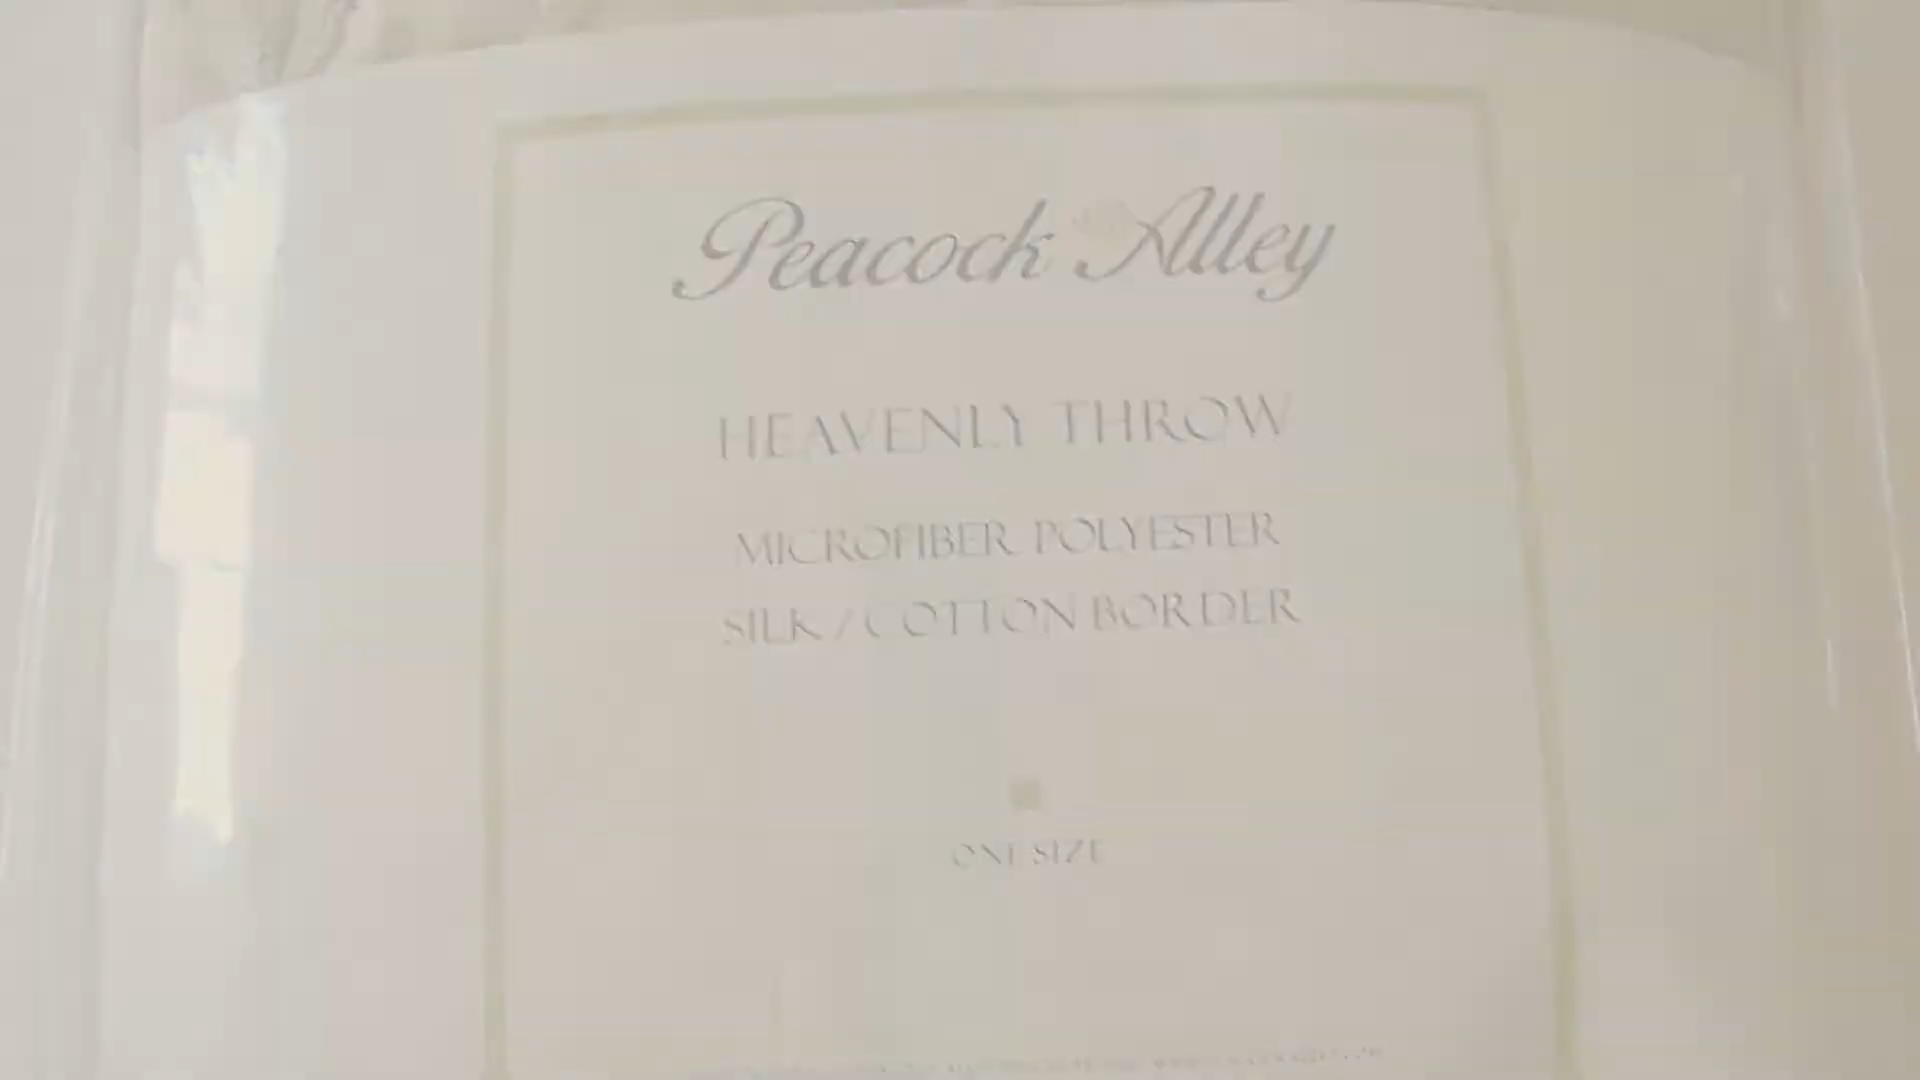 Peacock Alley
HEAVENLY THROW
MICROFIBER POLYESTER
SILK / COTTON BORDER
ONE SIZE